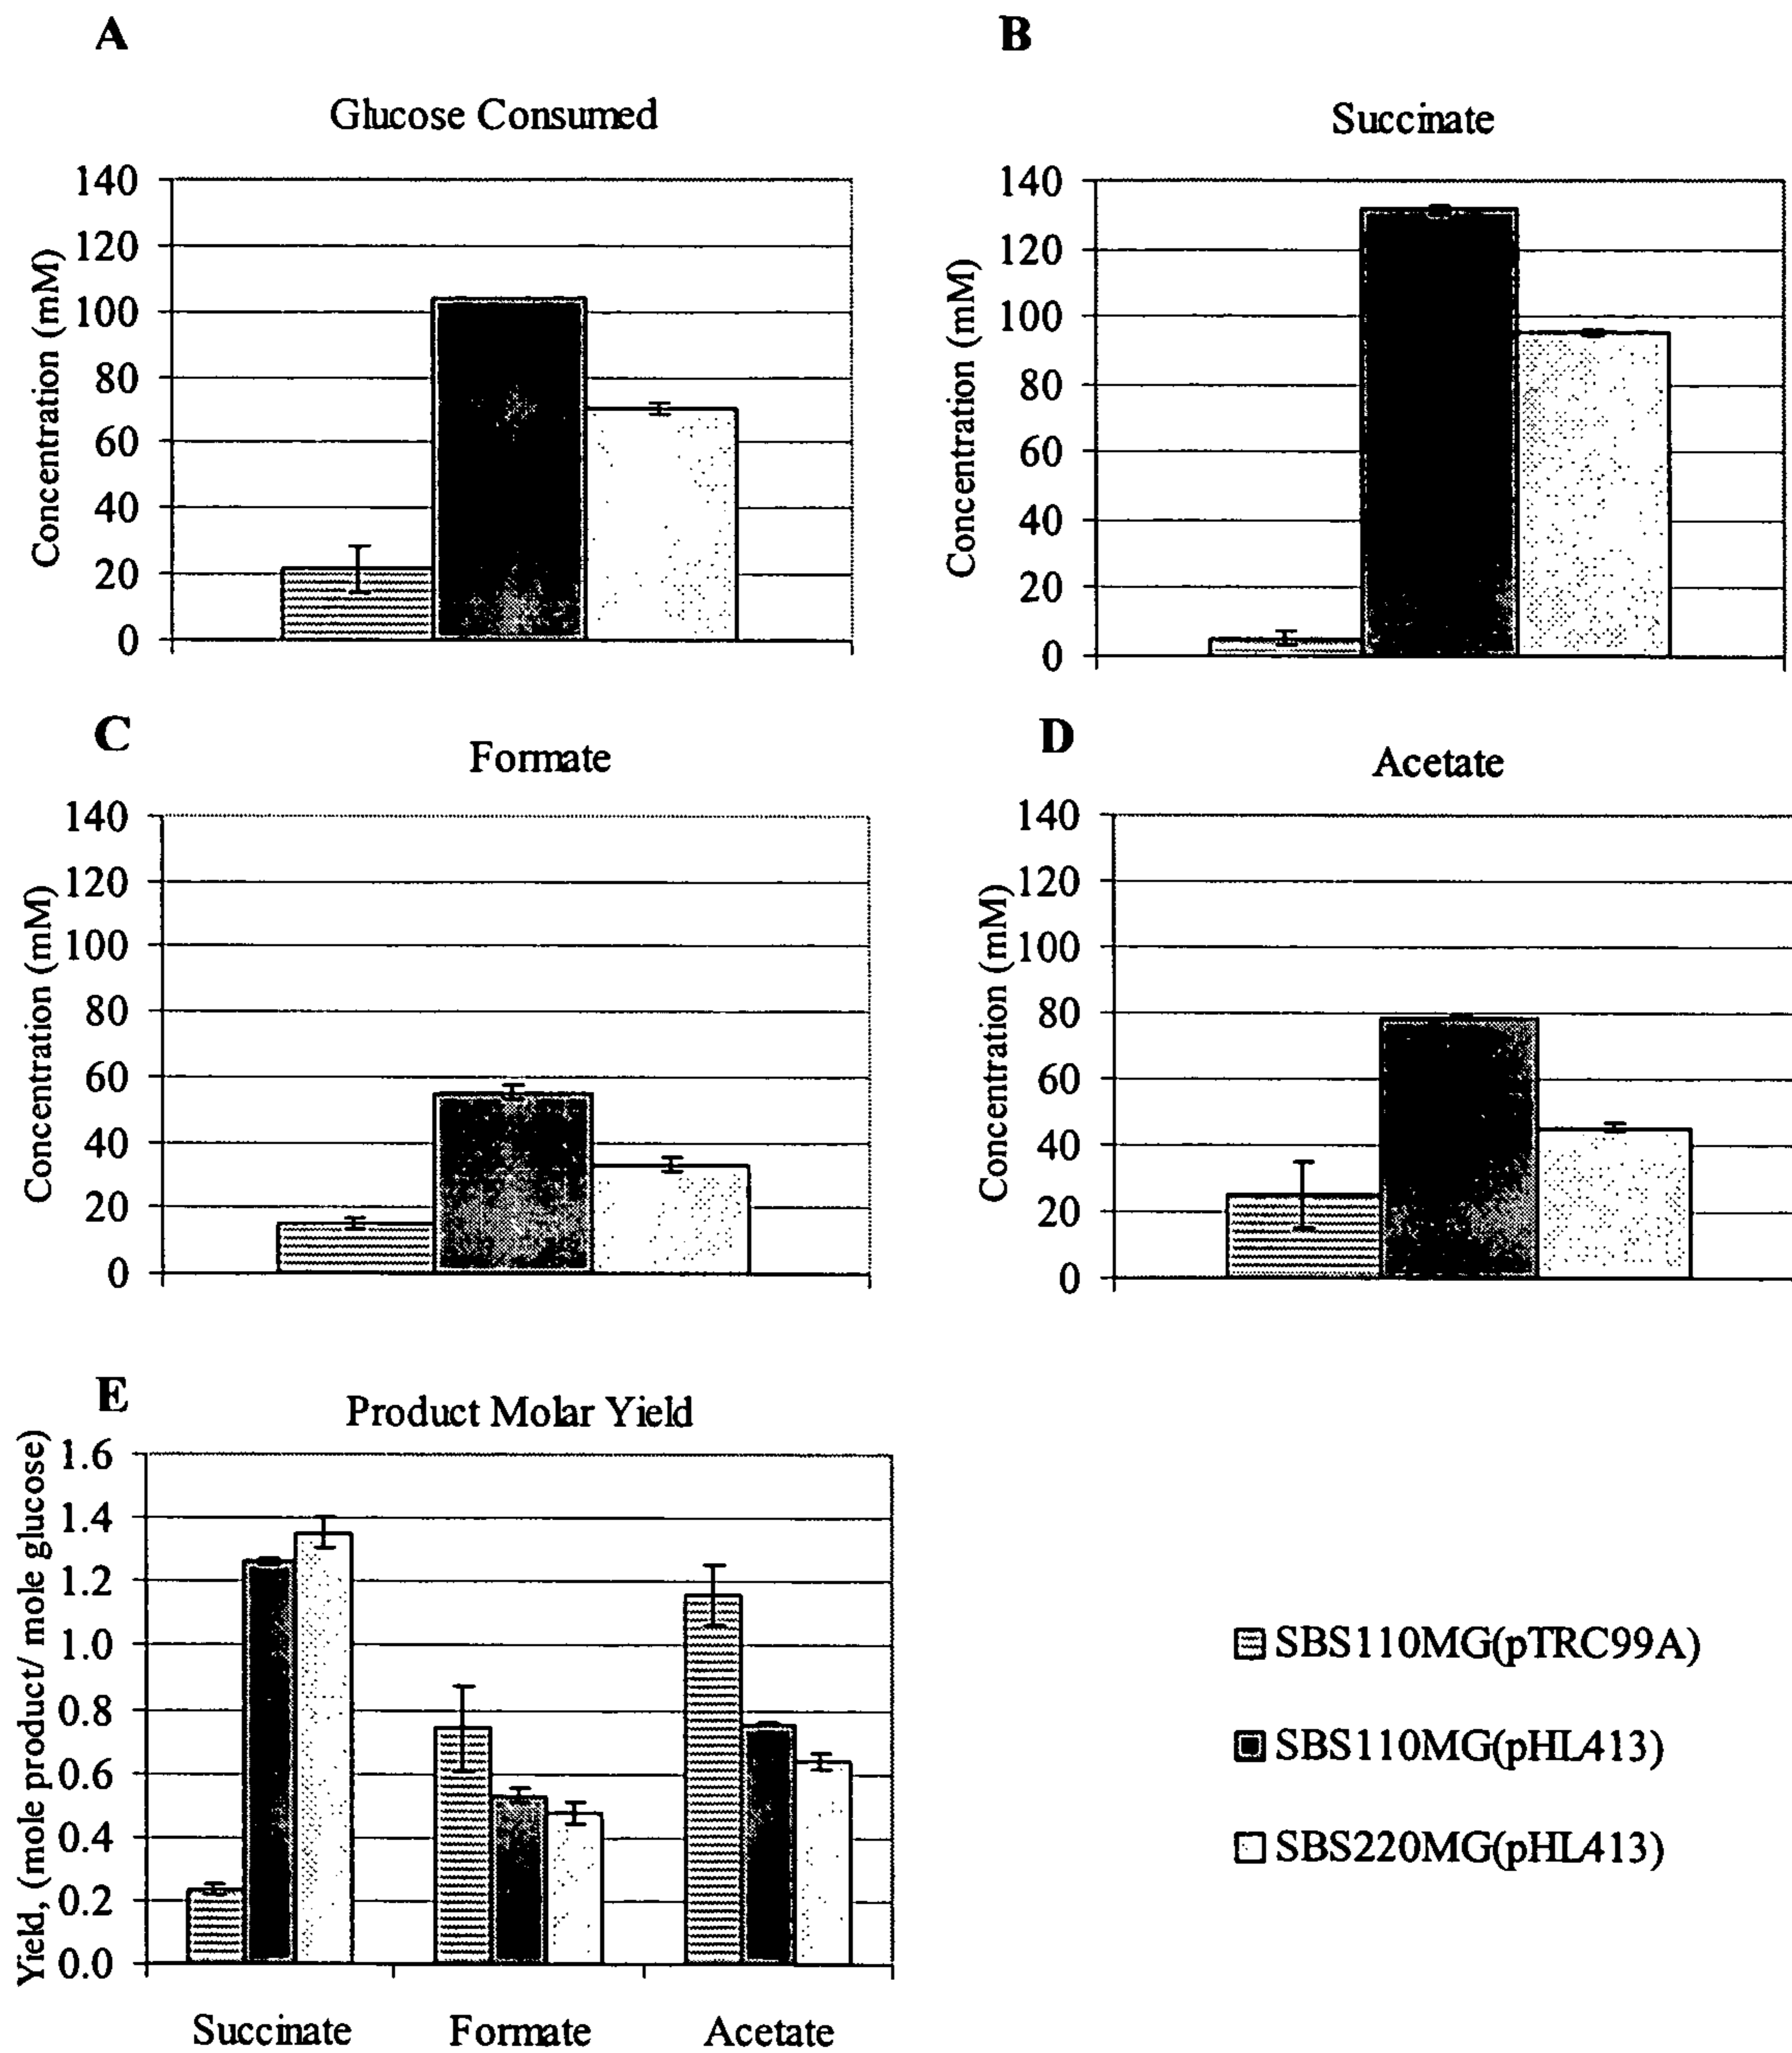 A
Glucose Consumed
Concentration (mM)
140
120
100
80
60
40
20
0
B
Succinate
Concentration (mM)
140
120
100
80
60
40
20
0
C
Formate
Concentration (mM)
140
120
100
80
60
40
20
0
D
Acetate
Concentration (mM)
140
120
100
80
60
40
20
0
E
Product Molar Yield
Yield, (mole product/ mole glucose)
1.6
1.4
1.2
1.0
0.8
0.6
0.4
0.2
0.0
Succinate
Formate
Acetate
SBS110MG(pTRC99A)
SBS110MG(pHL413)
SBS220MG(pHL413)